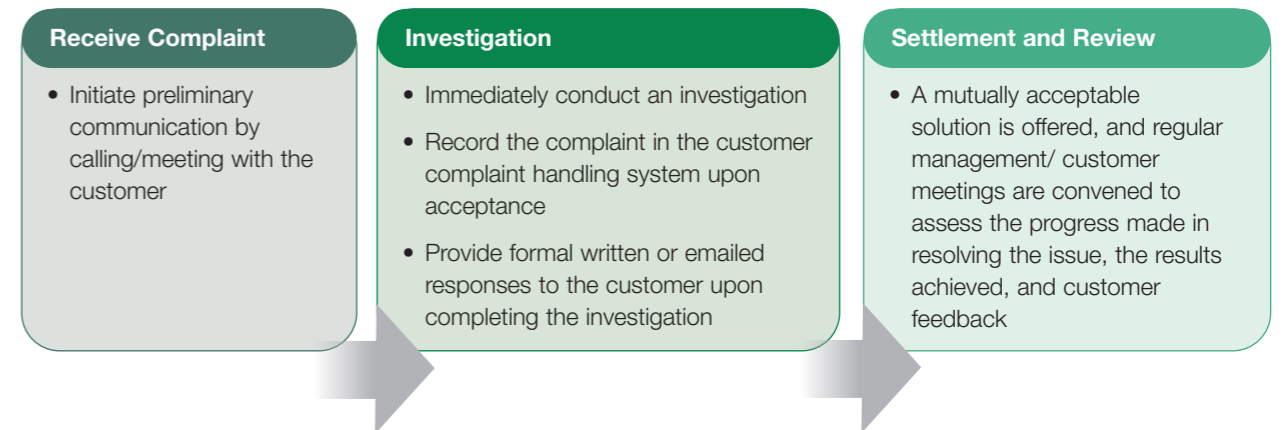 Receive Complaint
• Initiate preliminary
communication by
calling/meeting with the
customer
Investigation
• Immediately conduct an investigation
• Record the complaint in the customer
complaint handling system upon
acceptance
• Provide formal written or emailed
responses to the customer upon
completing the investigation
Settlement and Review
• A mutually acceptable
solution is offered, and regular
management/ customer
meetings are convened to
assess the progress made in
resolving the issue, the results
achieved, and customer
feedback